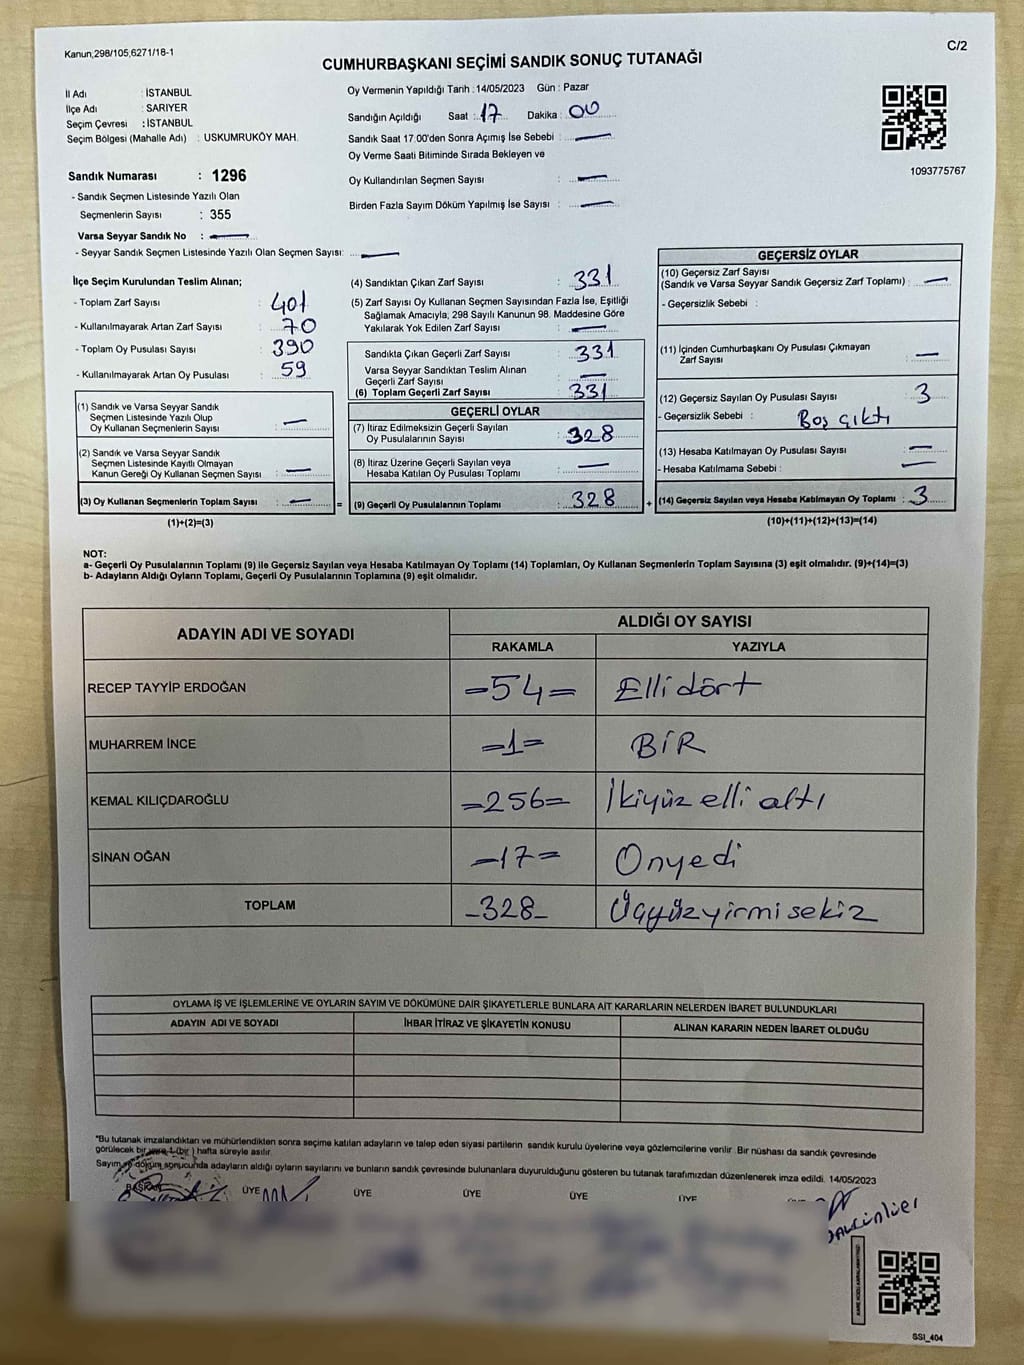 Kanun,298/105,6271/18-1
C/2
CUMHURBAŞKANI SEÇİMİ SANDIK SONUÇ TUTANAĞI
İl Adı : İSTANBUL
İlçe Adı : SARIYER
Seçim Çevresi : İSTANBUL
Seçim Bölgesi (Mahalle Adı) : USKUMRUKÖY MAH.
Sandık Numarası : 1296
- Sandık Seçmen Listesinde Yazılı Olan
Seçmenlerin Sayısı : 355
Varsa Seyyar Sandık No :
- Seyyar Sandık Seçmen Listesinde Yazılı Olan Seçmen Sayısı:
Oy Vermenin Yapıldığı Tarih :14/05/2023 Gün : Pazar
Sandığın Açıldığı Saat : 17 Dakika : 00
Sandık Saat 17.00'den Sonra Açımış İse Sebebi :
Oy Verme Saati Bitiminde Sırada Bekleyen ve
Oy Kullandırılan Seçmen Sayısı :
Birden Fazla Sayım Döküm Yapılmış İse Sayısı :
1093775767
İlçe Seçim Kurulundan Teslim Alınan;
- Toplam Zarf Sayısı : 401
- Kullanılmayarak Artan Zarf Sayısı : 70
- Toplam Oy Pusulası Sayısı : 390
- Kullanılmayarak Artan Oy Pusulası : 59
(1) Sandık ve Varsa Seyyar Sandık
Seçmen Listesinde Yazılı Olup
Oy Kullanan Seçmenlerin Sayısı :
(2) Sandık ve Varsa Seyyar Sandık
Seçmen Listesinde Kayıtlı Olmayan
Kanun Gereği Oy Kullanan Seçmen Sayısı :
(3) Oy Kullanan Seçmenlerin Toplam Sayısı : =
(1)+(2)=(3)
(4) Sandıktan Çıkan Zarf Sayısı : 331
(5) Zarf Sayısı Oy Kullanan Seçmen Sayısından Fazla İse, Eşitliği
Sağlamak Amacıyla, 298 Sayılı Kanunun 98. Maddesine Göre
Yakılarak Yok Edilen Zarf Sayısı :
Sandıkta Çıkan Geçerli Zarf Sayısı : 331
Varsa Seyyar Sandıktan Teslim Alınan
Geçerli Zarf Sayısı :
(6) Toplam Geçerli Zarf Sayısı : 331
GEÇERLİ OYLAR
(7) İtiraz Edilmeksizin Geçerli Sayılan
Oy Pusulalarının Sayısı : 328
(8) İtiraz Üzerine Geçerli Sayılan veya
Hesaba Katılan Oy Pusulası Toplamı :
(9) Geçerli Oy Pusulalarının Toplamı : 328 +
GEÇERSİZ OYLAR
(10) Geçersiz Zarf Sayısı
(Sandık ve Varsa Seyyar Sandık Geçersiz Zarf Toplamı) :
- Geçersizlik Sebebi :
(11) İçinden Cumhurbaşkanı Oy Pusulası Çıkmayan
Zarf Sayısı :
(12) Geçersiz Sayılan Oy Pusulası Sayısı : 3
- Geçersizlik Sebebi : Boş çıktı
(13) Hesaba Katılmayan Oy Pusulası Sayısı :
- Hesaba Katılmama Sebebi :
(14) Geçersiz Sayılan veya Hesaba Katılmayan Oy Toplamı : 3
(10)+(11)+(12)+(13)=(14)
NOT:
a- Geçerli Oy Pusulalarının Toplamı (9) ile Geçersiz Sayılan veya Hesaba Katılmayan Oy Toplamı (14) Toplamları, Oy Kullanan Seçmenlerin Toplam Sayısına (3) eşit olmalıdır. (9)+(14)=(3)
b- Adayların Aldığı Oyların Toplamı, Geçerli Oy Pusulalarının Toplamına (9) eşit olmalıdır.
ADAYIN ADI VE SOYADI
ALDIĞI OY SAYISI
RAKAMLA YAZIYLA
RECEP TAYYİP ERDOĞAN -54= Elli dört
MUHARREM İNCE =1= BİR
KEMAL KILIÇDAROĞLU =256= İkiyüz elli altı
SİNAN OĞAN =17= Onyedi
TOPLAM -328- Üçyüzyirmi sekiz
OYLAMA İŞ VE İŞLEMLERİNE VE OYLARIN SAYIM VE DÖKÜMÜNE DAİR ŞİKAYETLERLE BUNLARA AİT KARARLARIN NELERDEN İBARET BULUNDUKLARI
ADAYIN ADI VE SOYADI İHBAR İTİRAZ VE ŞİKAYETİN KONUSU ALINAN KARARIN NEDEN İBARET OLDUĞU
*Bu tutanak imzalandıktan ve mühürlendikten sonra seçime katılan adayların ve talep eden siyasi partilerin sandık kurulu üyelerine veya gözlemcilerine verilir. Bir nüshası da sandık çevresinde
görülecek bir yere 1 (bir ) hafta süreyle asılır.
Sayım ve döküm sonucunda adayların aldığı oyların sayılarını ve bunların sandık çevresinde bulunanlara duyurulduğunu gösteren bu tutanak tarafımızdan düzenlenerek imza edildi. 14/05/2023
BAŞKAN ÜYE ÜYE ÜYE ÜYE ÜYE
SSI_404